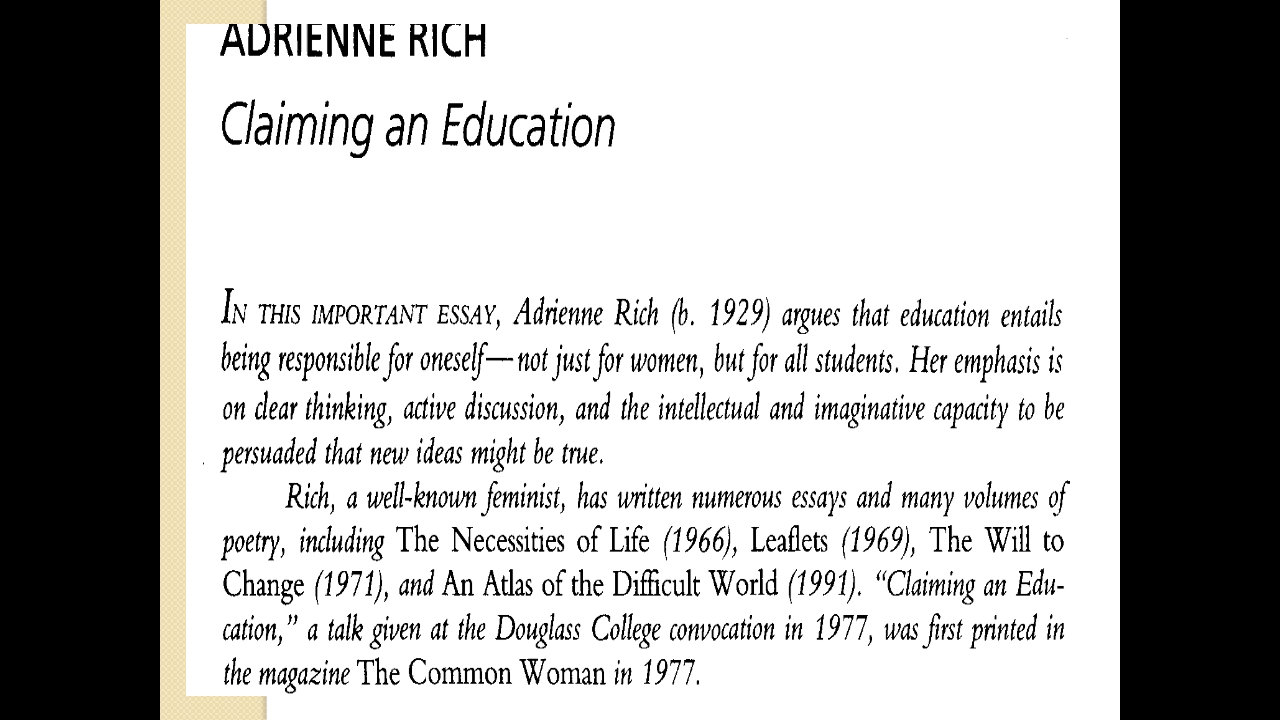 ADRIENNE RICH
Claiming an Education
IN THIS IMPORTANT ESSAY, Adrienne Rich (b. 1929) argues that education entails
being responsible for oneself—not just for women, but for all students. Her emphasis is
on clear thinking, active discussion, and the intellectual and imaginative capacity to be
persuaded that new ideas might be true.
Rich, a well-known feminist, has written numerous essays and many volumes of
poetry, including The Necessities of Life (1966), Leaflets (1969), The Will to
Change (1971), and An Atlas of the Difficult World (1991). “Claiming an Edu-
cation,” a talk given at the Douglass College convocation in 1977, was first printed in
the magazine The Common Woman in 1977.